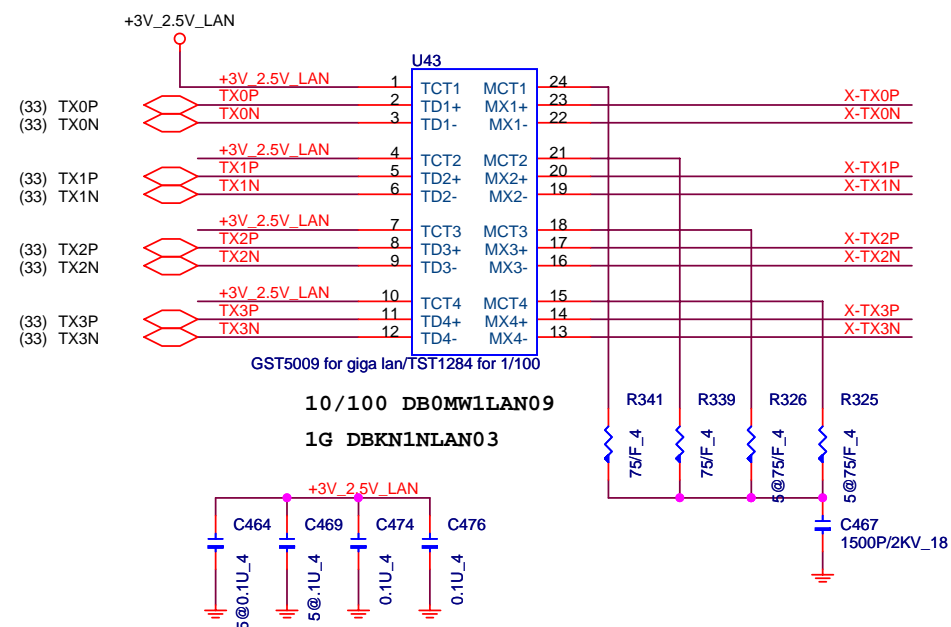 +3V_2.5V_LAN
U43
+3V_2.5V_LAN 1 TCT1 MCT1 24
(33) TX0P TX0P 2 TD1+ MX1+ 23 X-TX0P
(33) TX0N TX0N 3 TD1- MX1- 22 X-TX0N
+3V_2.5V_LAN 4 TCT2 MCT2 21
(33) TX1P TX1P 5 TD2+ MX2+ 20 X-TX1P
(33) TX1N TX1N 6 TD2- MX2- 19 X-TX1N
+3V_2.5V_LAN 7 TCT3 MCT3 18
(33) TX2P TX2P 8 TD3+ MX3+ 17 X-TX2P
(33) TX2N TX2N 9 TD3- MX3- 16 X-TX2N
+3V_2.5V_LAN 10 TCT4 MCT4 15
(33) TX3P TX3P 11 TD4+ MX4+ 14 X-TX3P
(33) TX3N TX3N 12 TD4- MX4- 13 X-TX3N
GST5009 for giga lan/TST1284 for 1/100
10/100 DB0MW1LAN09
1G DBKN1NLAN03
R341 R339 R326 R325
75/F_4 75/F_4 5@75/F_4 5@75/F_4
+3V_2.5V_LAN
C464 C469 C474 C476
5@0.1U_4 5@.1U_4 0.1U_4 0.1U_4
C467
1500P/2KV_18